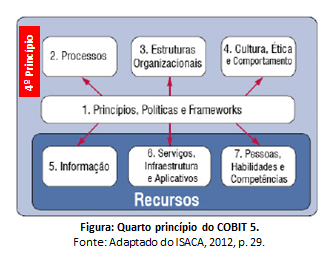 4º Princípio
2. Processos
3. Estruturas
Organizacionais
4. Cultura, Ética
e Comportamento
1. Princípios, Políticas e Frameworks
5. Informação
6. Serviços,
Infraestrutura
e Aplicativos
7. Pessoas,
Habilidades e
Competências
Recursos
Figura: Quarto princípio do COBIT 5.
Fonte: Adaptado do ISACA, 2012, p. 29.